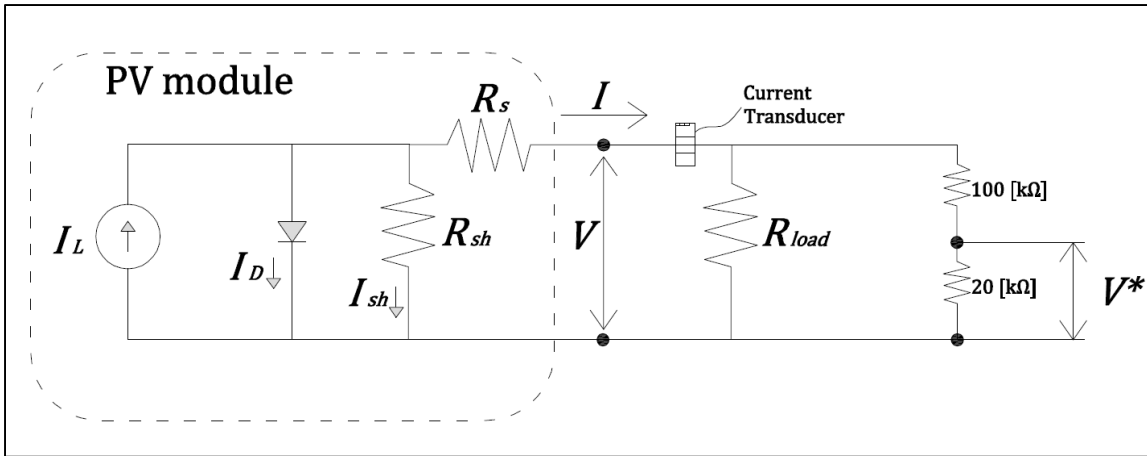 PV module
R_s
I
Current
Transducer
I_L
I_D
R_sh
I_sh
V
R_load
100 [kΩ]
20 [kΩ]
V*